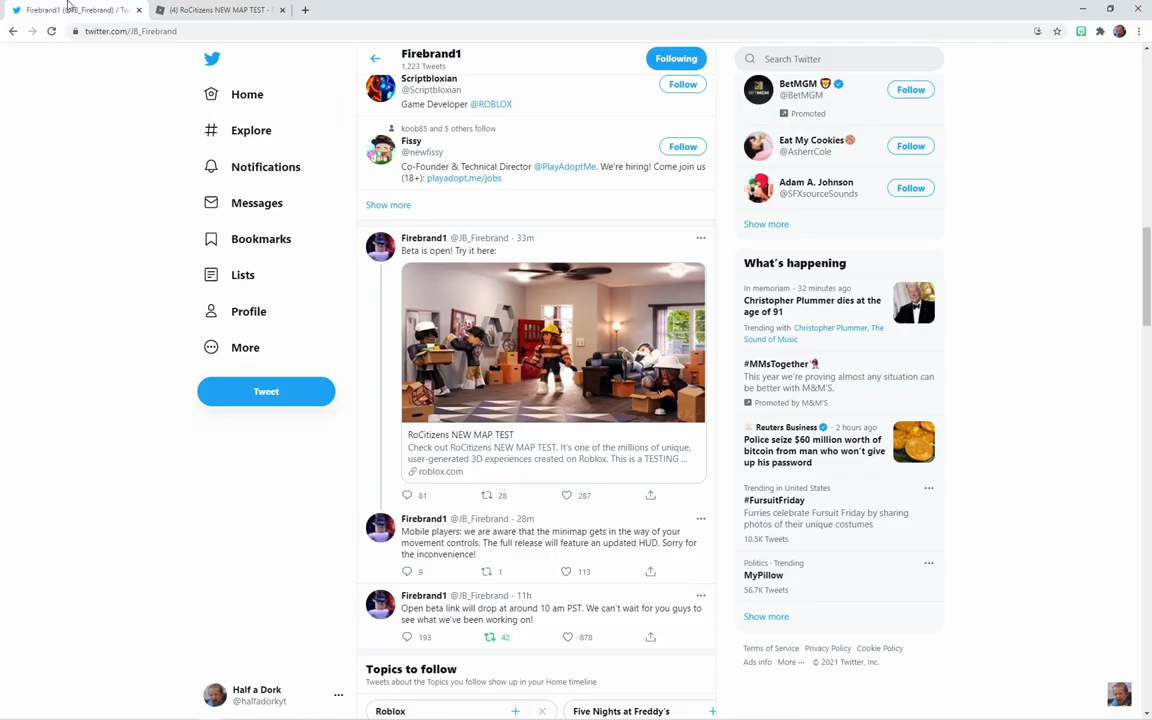 Firebrand1 (@JB_Firebrand) / Tw
(4) RoCitizens NEW MAP TEST -
twitter.com/JB_Firebrand
Home
Explore
Notifications
Messages
Bookmarks
Lists
Profile
More
Tweet
Half a Dork
@halfadorkyt
Firebrand1
1,223 Tweets
Following
Scriptbloxian
@Scriptbloxian
Follow
Game Developer @ROBLOX
koob85 and 5 others follow
Fissy
@newfissy
Follow
Co-Founder & Technical Director @PlayAdoptMe. We're hiring! Come join us
(18+): playadopt.me/jobs
Show more
Firebrand1 @JB_Firebrand · 33m
Beta is open! Try it here:
RoCitizens NEW MAP TEST
Check out RoCitizens NEW MAP TEST. It's one of the millions of unique,
user-generated 3D experiences created on Roblox. This is a TESTING ...
roblox.com
81 28 287
Firebrand1 @JB_Firebrand · 28m
Mobile players: we are aware that the minimap gets in the way of your
movement controls. The full release will feature an updated HUD. Sorry for
the inconvenience!
9 1 113
Firebrand1 @JB_Firebrand · 11h
Open beta link will drop at around 10 am PST. We can't wait for you guys to
see what we've been working on!
193 42 878
Topics to follow
Tweets about the Topics you follow show up in your Home timeline
Roblox
Five Nights at Freddy's
Search Twitter
BetMGM
@BetMGM
Follow
Promoted
Eat My Cookies
@AsherrCole
Follow
Adam A. Johnson
@SFXsourceSounds
Follow
Show more
What's happening
In memoriam · 32 minutes ago
Christopher Plummer dies at the
age of 91
Trending with Christopher Plummer, The
Sound of Music
#MMsTogether
This year we're proving almost any situation can
be better with M&M'S.
Promoted by M&M'S
Reuters Business · 2 hours ago
Police seize $60 million worth of
bitcoin from man who won't give
up his password
Trending in United States
#FursuitFriday
Furries celebrate Fursuit Friday by sharing
photos of their unique costumes
10.5K Tweets
Politics · Trending
MyPillow
56.7K Tweets
Show more
Terms of Service Privacy Policy Cookie Policy
Ads info More ··· © 2021 Twitter, Inc.